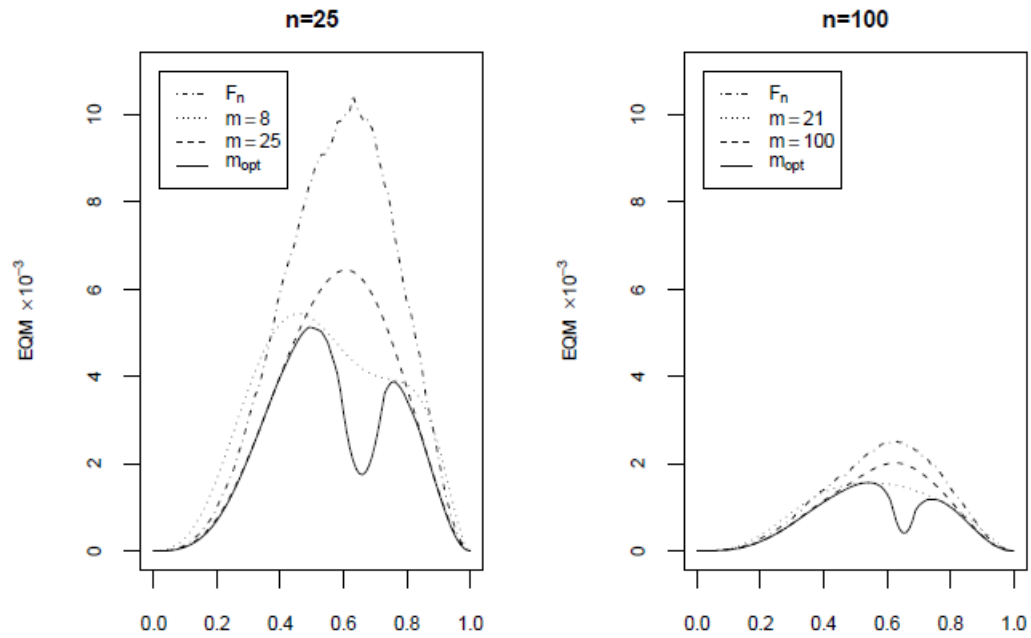 n=25
F_n
m = 8
m = 25
m_opt
EQM ×10^−3
0 2 4 6 8 10
0.0 0.2 0.4 0.6 0.8 1.0
n=100
F_n
m = 21
m = 100
m_opt
EQM ×10^−3
0 2 4 6 8 10
0.0 0.2 0.4 0.6 0.8 1.0